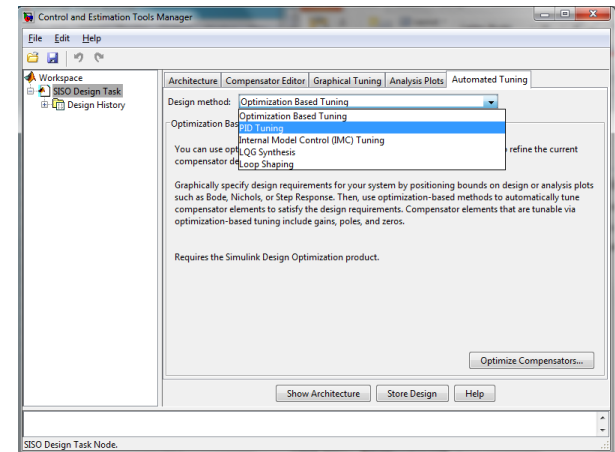 Control and Estimation Tools Manager
File Edit Help
Workspace
SISO Design Task
Design History
Architecture Compensator Editor Graphical Tuning Analysis Plots Automated Tuning
Design method: Optimization Based Tuning
Optimization Based Tuning
PID Tuning
Internal Model Control (IMC) Tuning
LQG Synthesis
Loop Shaping
Optimization Bas
You can use opt
refine the current
compensator de
Graphically specify design requirements for your system by positioning bounds on design or analysis plots
such as Bode, Nichols, or Step Response. Then, use optimization-based methods to automatically tune
compensator elements to satisfy the design requirements. Compensator elements that are tunable via
optimization-based tuning include gains, poles, and zeros.
Requires the Simulink Design Optimization product.
Optimize Compensators...
Show Architecture Store Design Help
SISO Design Task Node.